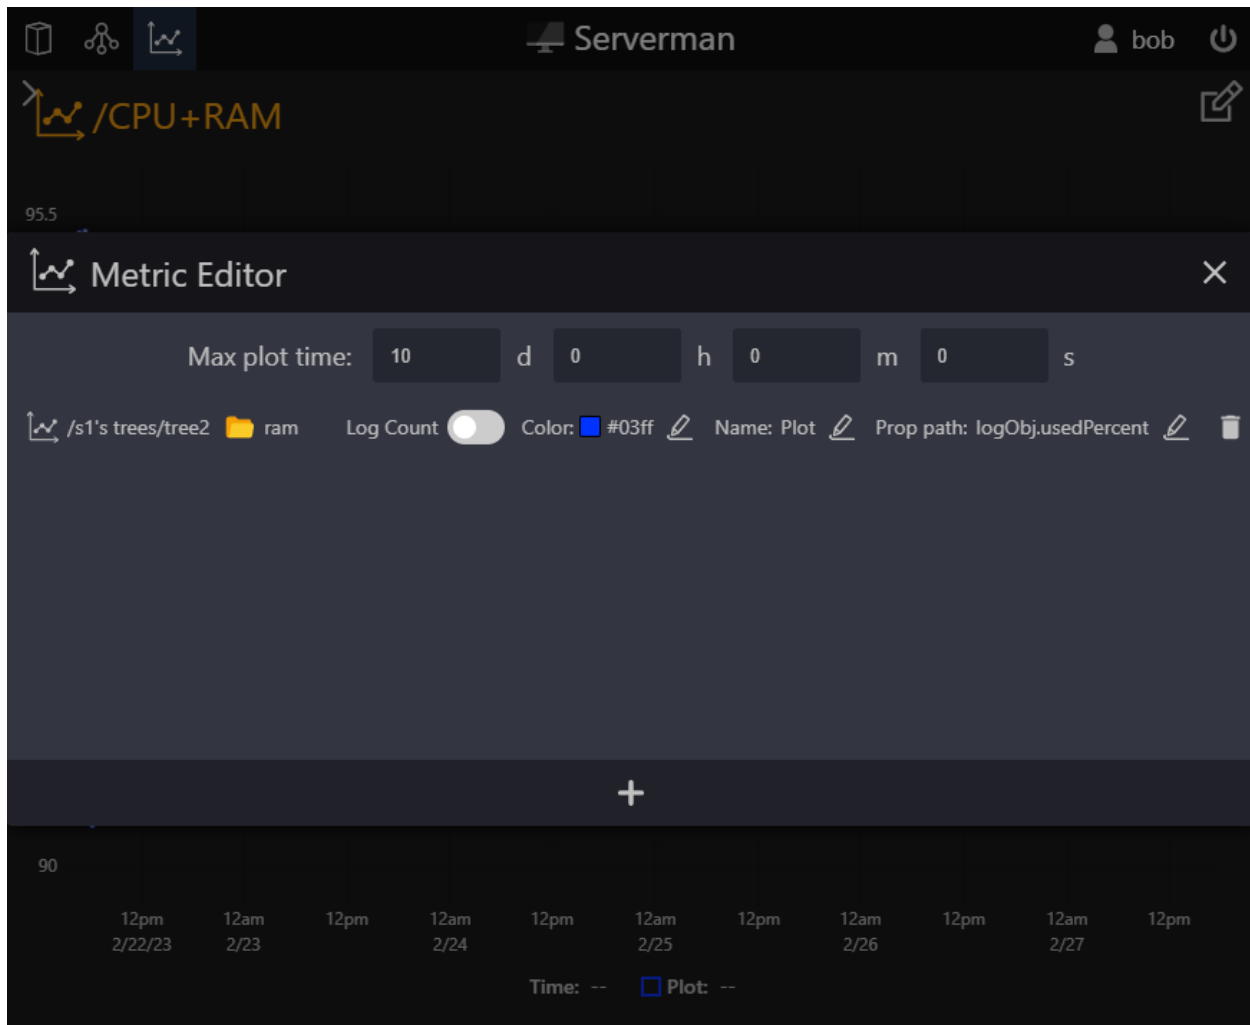 Serverman
bob
/CPU+RAM
95.5
Metric Editor
Max plot time: 10 d 0 h 0 m 0 s
/s1's trees/tree2 ram Log Count Color: #03ff Name: Plot Prop path: logObj.usedPercent
90
12pm 12am 12pm 12am 12pm 12am 12pm 12am 12pm 12am 12pm
2/22/23 2/23 2/24 2/25 2/26 2/27
Time: -- Plot: --